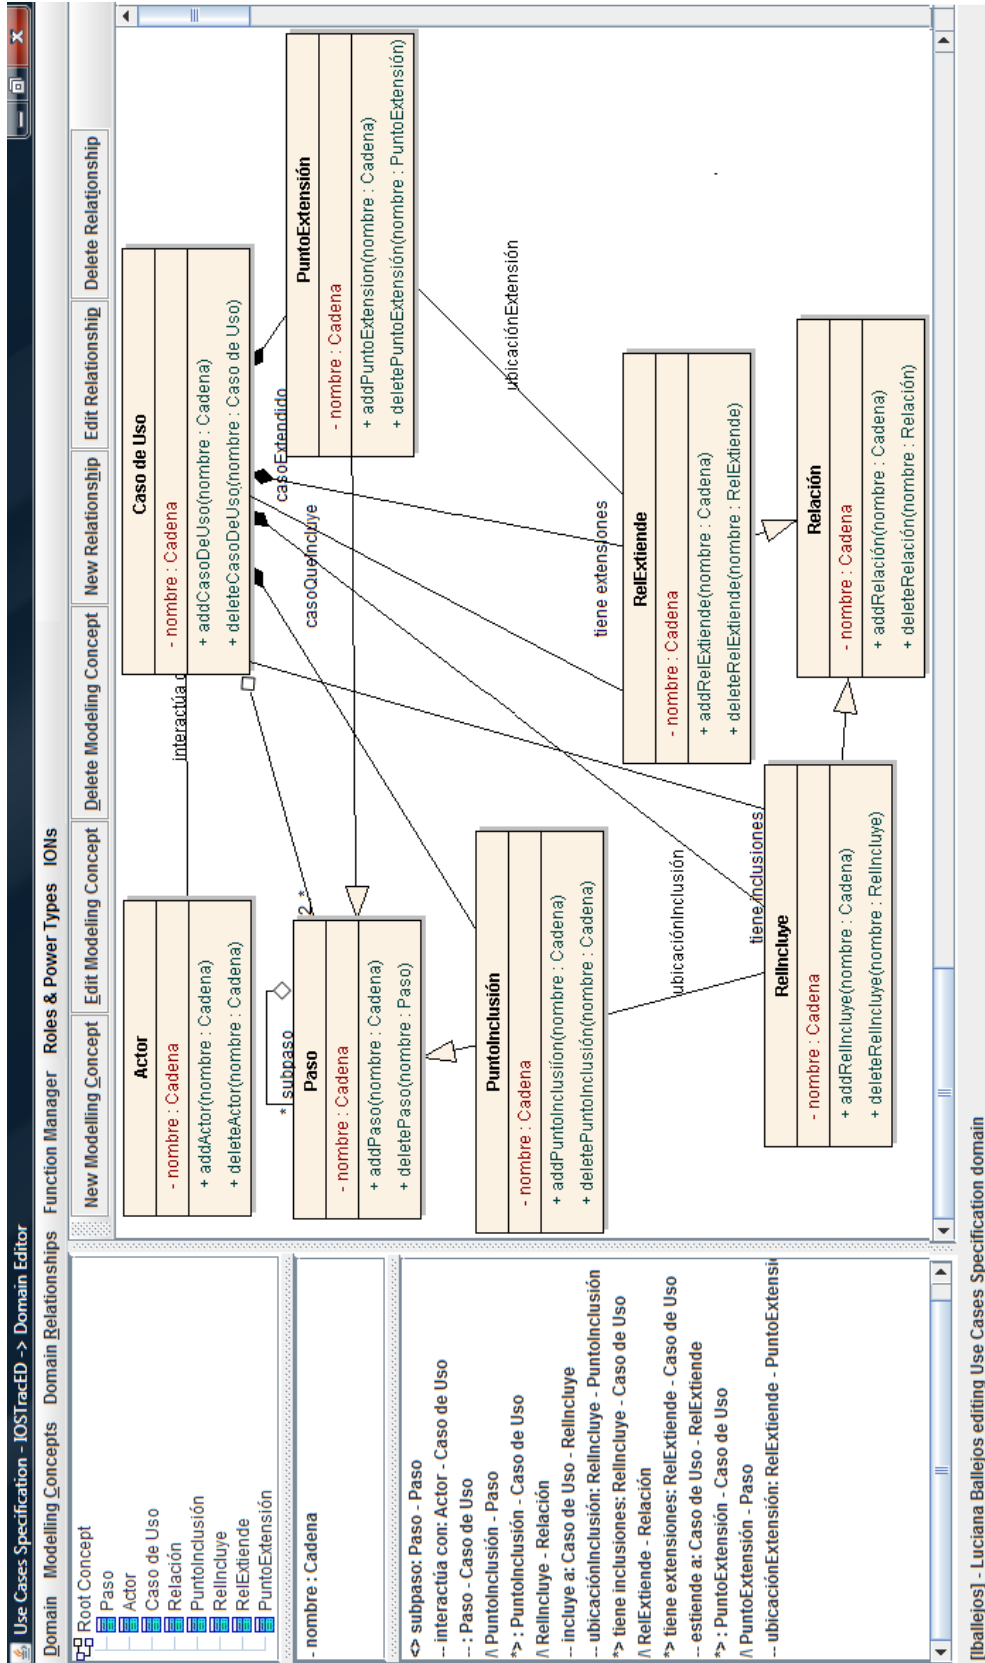 Use Cases Specification - IOSTracED -> Domain Editor
Domain Modelling Concepts Domain Relationships Function Manager Roles & Power Types IONs
New Modelling Concept Edit Modeling Concept Delete Modeling Concept New Relationship Edit Relationship Delete Relationship
Root Concept
Paso
Actor
Caso de Uso
Relación
PuntoInclusión
RelIncluye
RelExtiende
PuntoExtensión
- nombre : Cadena
<> subpaso: Paso - Paso
-- interactúa con: Actor - Caso de Uso
-- : Paso - Caso de Uso
/\ PuntoInclusión - Paso
*> : PuntoInclusión - Caso de Uso
/\ RelIncluye - Relación
-- incluye a: Caso de Uso - RelIncluye
-- ubicaciónInclusión: RelIncluye - PuntoInclusión
*> tiene inclusiones: RelIncluye - Caso de Uso
/\ RelExtiende - Relación
*> tiene extensiones: RelExtiende - Caso de Uso
-- estiende a: Caso de Uso - RelExtiende
*> : PuntoExtensión - Caso de Uso
/\ PuntoExtensión - Paso
-- ubicaciónExtensión: RelExtiende - PuntoExtensi
Actor
- nombre : Cadena
+ addActor(nombre : Cadena)
+ deleteActor(nombre : Cadena)
interactúa c
Caso de Uso
- nombre : Cadena
+ addCasoDeUso(nombre : Cadena)
+ deleteCasoDeUso(nombre : Caso de Uso)
* subpaso
2..*
Paso
- nombre : Cadena
+ addPaso(nombre : Cadena)
+ deletePaso(nombre : Paso)
casoQueIncluye
casoExtendido
PuntoExtensión
- nombre : Cadena
+ addPuntoExtension(nombre : Cadena)
+ deletePuntoExtensión(nombre : PuntoExtensión)
PuntoInclusión
- nombre : Cadena
+ addPuntoInclusiíon(nombre : Cadena)
+ deletePuntoInclusión(nombre : Cadena)
ubicaciónInclusión
ubicaciónExtensión
tiene extensiones
RelExtiende
- nombre : Cadena
+ addRelExtiende(nombre : Cadena)
+ deleteRelExtiende(nombre : RelExtiende)
tiene inclusiones
RelIncluye
- nombre : Cadena
+ addRelIncluye(nombre : Cadena)
+ deleteRelIncluye(nombre : RelIncluye)
Relación
- nombre : Cadena
+ addRelación(nombre : Cadena)
+ deleteRelación(nombre : Relación)
[lballejos] - Luciana Ballejos editing Use Cases Specification domain